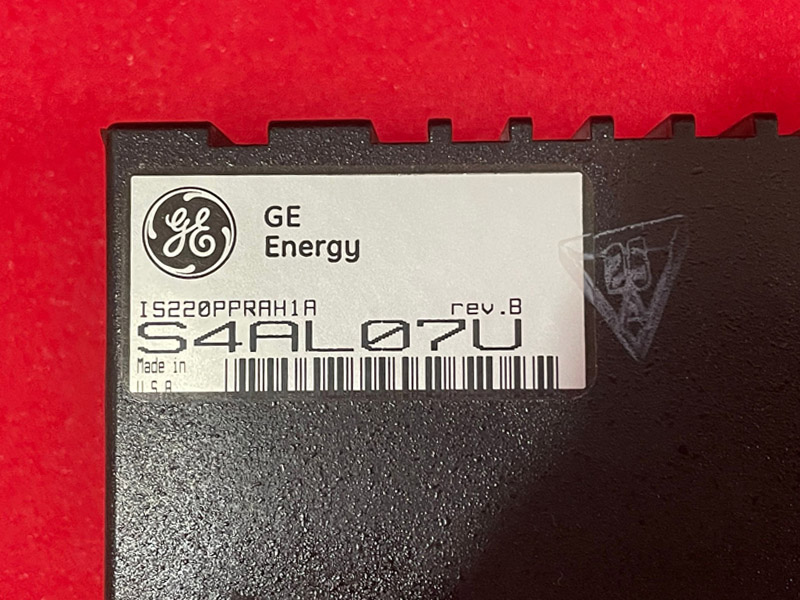 GE
GE
Energy
IS220PPRAH1A rev.B
S4AL07U
Made in
U.S.A